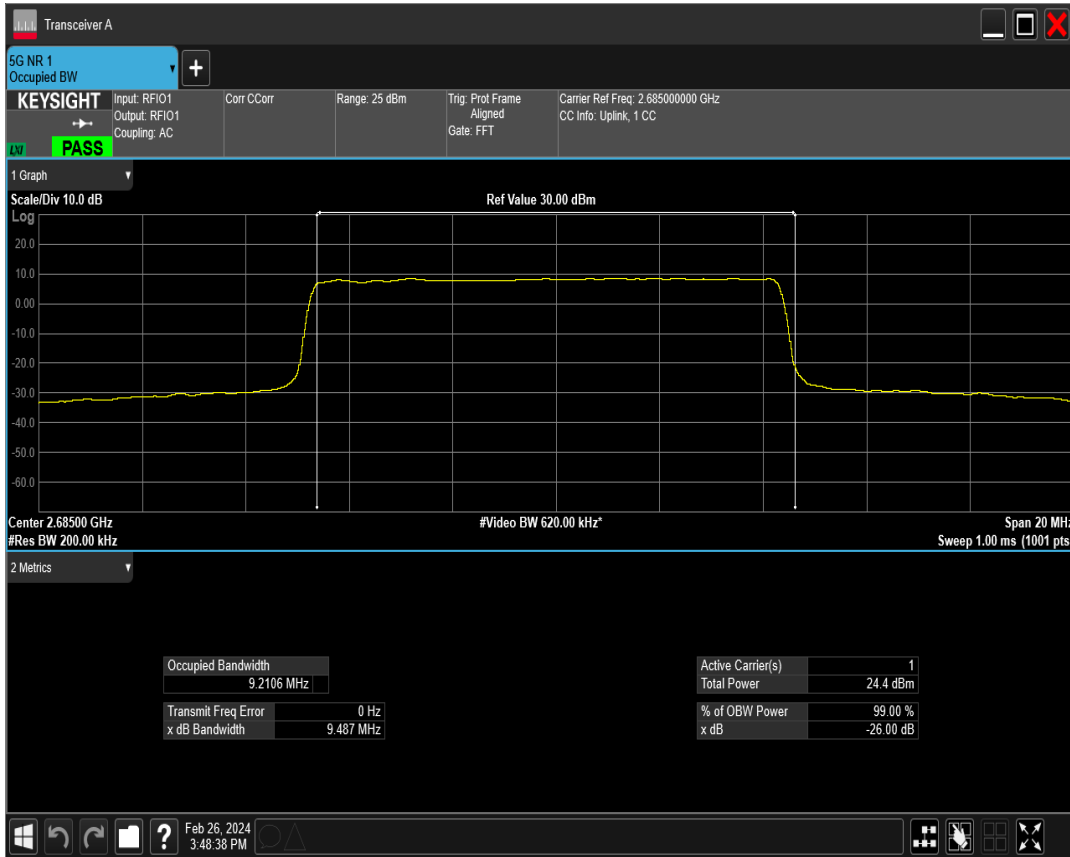 Transceiver A
5G NR 1
Occupied BW
KEYSIGHT
LXI
PASS
Input: RFIO1
Output: RFIO1
Coupling: AC
Corr CCorr
Range: 25 dBm
Trig: Prot Frame
Aligned
Gate: FFT
Carrier Ref Freq: 2.685000000 GHz
CC Info: Uplink, 1 CC
1 Graph
Scale/Div 10.0 dB
Ref Value 30.00 dBm
Log
20.0
10.0
0.00
-10.0
-20.0
-30.0
-40.0
-50.0
-60.0
Center 2.68500 GHz
#Video BW 620.00 kHz*
Span 20 MHz
#Res BW 200.00 kHz
Sweep 1.00 ms (1001 pts
2 Metrics
Occupied Bandwidth
9.2106 MHz
Transmit Freq Error 0 Hz
x dB Bandwidth 9.487 MHz
Active Carrier(s) 1
Total Power 24.4 dBm
% of OBW Power 99.00 %
x dB -26.00 dB
?
Feb 26, 2024
3:48:38 PM